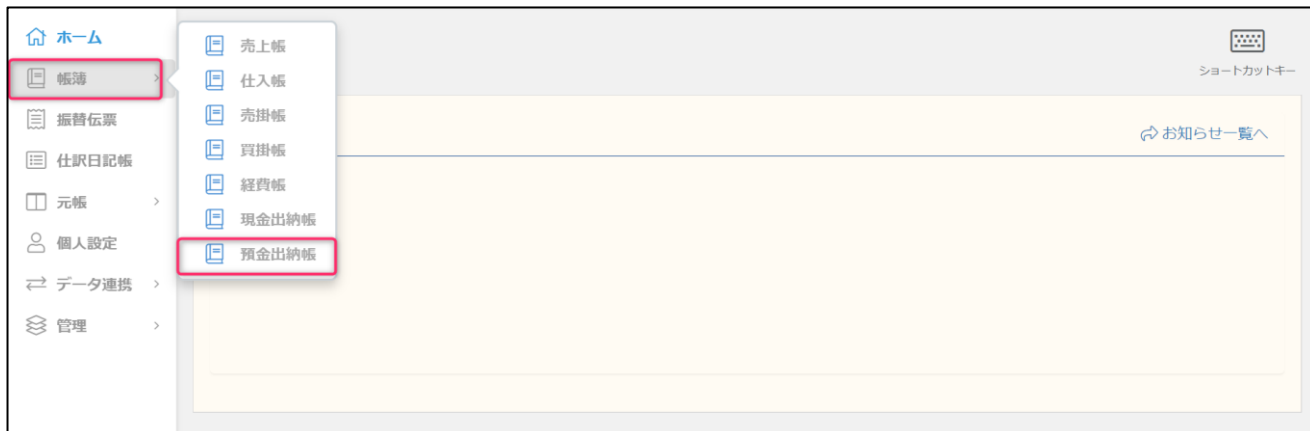 ホーム
帳簿
振替伝票
仕訳日記帳
元帳
個人設定
データ連携
管理
売上帳
仕入帳
売掛帳
買掛帳
経費帳
現金出納帳
預金出納帳
ショートカットキー
お知らせ一覧へ